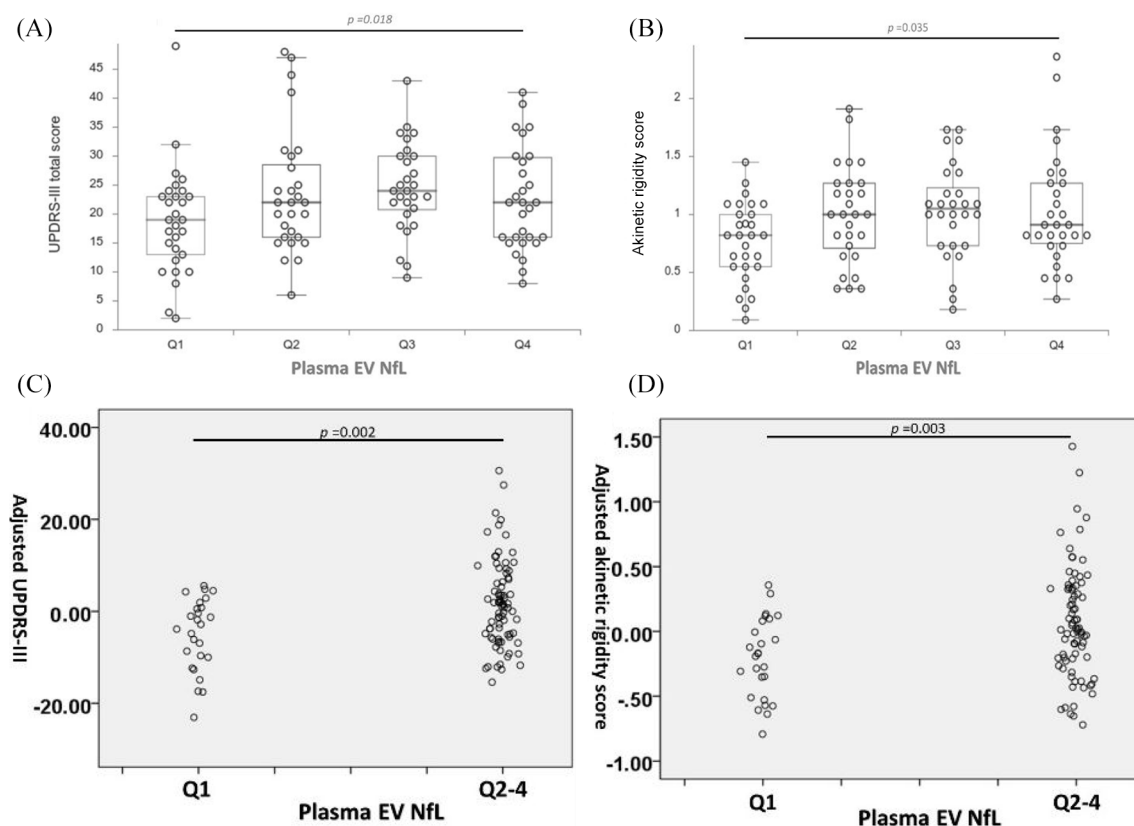 (A)
p =0.018
UPDRS-III total score
45
40
35
30
25
20
15
10
5
0
Q1 Q2 Q3 Q4
Plasma EV NfL
(B)
p =0.035
Akinetic rigidity score
2
1.5
1
0.5
0
Q1 Q2 Q3 Q4
Plasma EV NfL
(C)
p =0.002
Adjusted UPDRS-III
40.00
20.00
0.00
-20.00
Q1 Q2-4
Plasma EV NfL
(D)
p =0.003
Adjusted akinetic rigidity score
1.50
1.00
0.50
0.00
-.50
-1.00
Q1 Q2-4
Plasma EV NfL